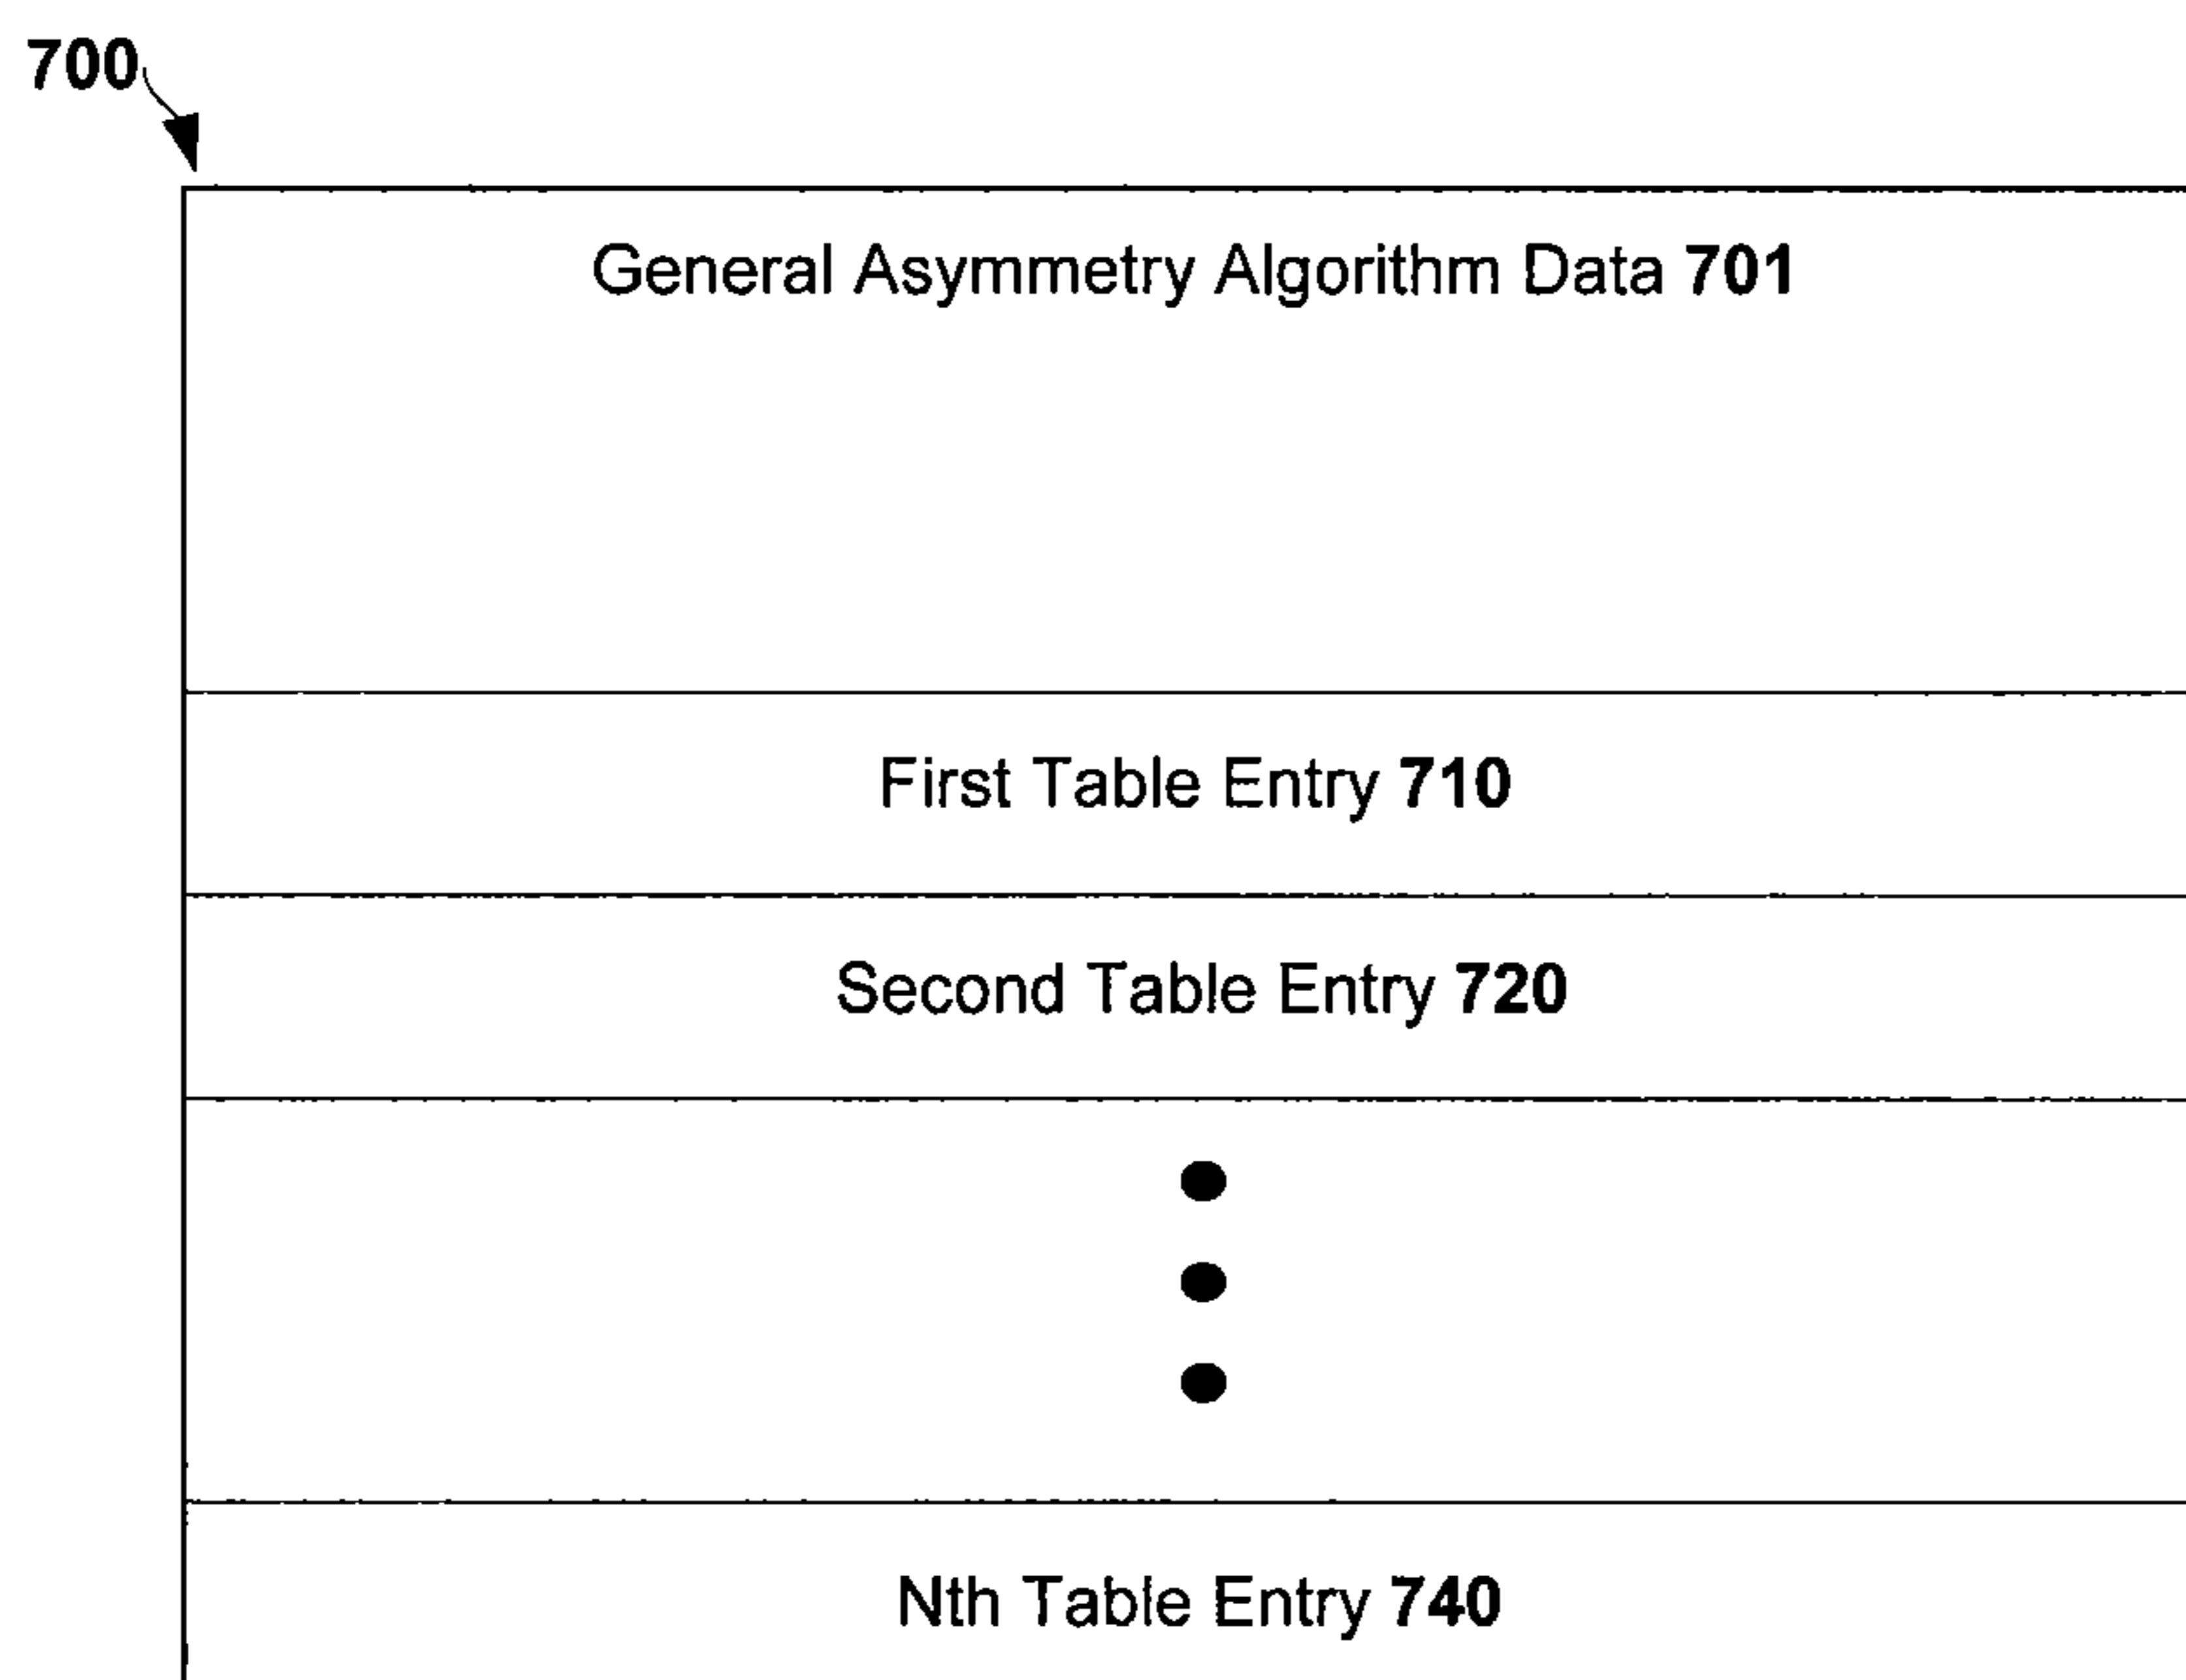 700
General Asymmetry Algorithm Data 701
First Table Entry 710
Second Table Entry 720
Nth Table Entry 740